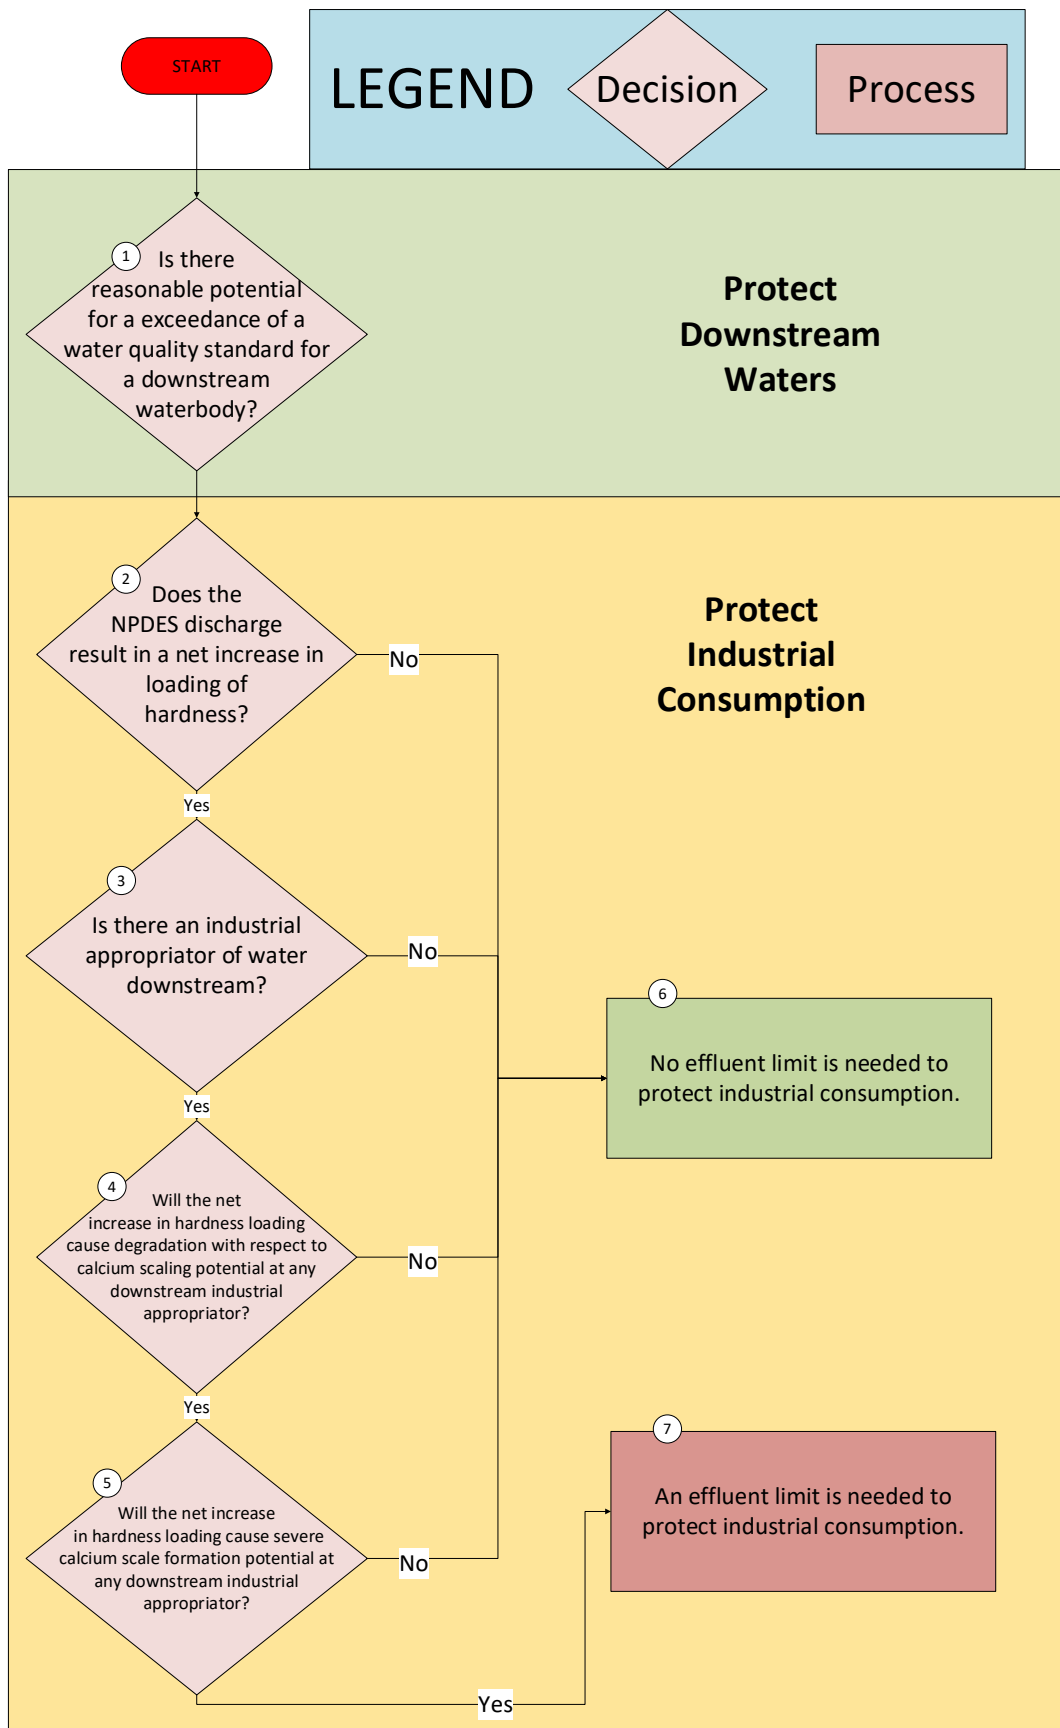 START
LEGEND
Decision
Process
1
Is there
reasonable potential
for a exceedance of a
water quality standard for
a downstream
waterbody?
Protect
Downstream
Waters
2
Does the
NPDES discharge
result in a net increase in
loading of
hardness?
No
Protect
Industrial
Consumption
Yes
3
Is there an industrial
appropriator of water
downstream?
No
6
No effluent limit is needed to
protect industrial consumption.
Yes
4
Will the net
increase in hardness loading
cause degradation with respect to
calcium scaling potential at any
downstream industrial
appropriator?
No
Yes
5
Will the net increase
in hardness loading cause severe
calcium scale formation potential at
any downstream industrial
appropriator?
No
7
An effluent limit is needed to
protect industrial consumption.
Yes